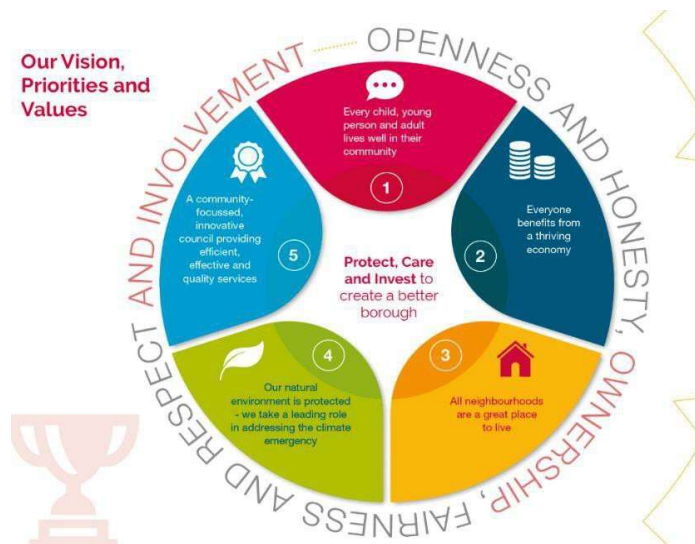 Our Vision,
Priorities and
Values
OPENNESS AND HONESTY, OWNERSHIP, FAIRNESS AND RESPECT AND INVOLVEMENT
Every child, young
person and adult
lives well in their
community
1
Everyone
benefits from
a thriving
economy
2
All neighbourhoods
are a great place
to live
3
Our natural
environment is protected
- we take a leading role
in addressing the climate
emergency
4
A community-
focussed,
innovative
council providing
efficient,
effective and
quality services
5
Protect, Care
and Invest to
create a better
borough